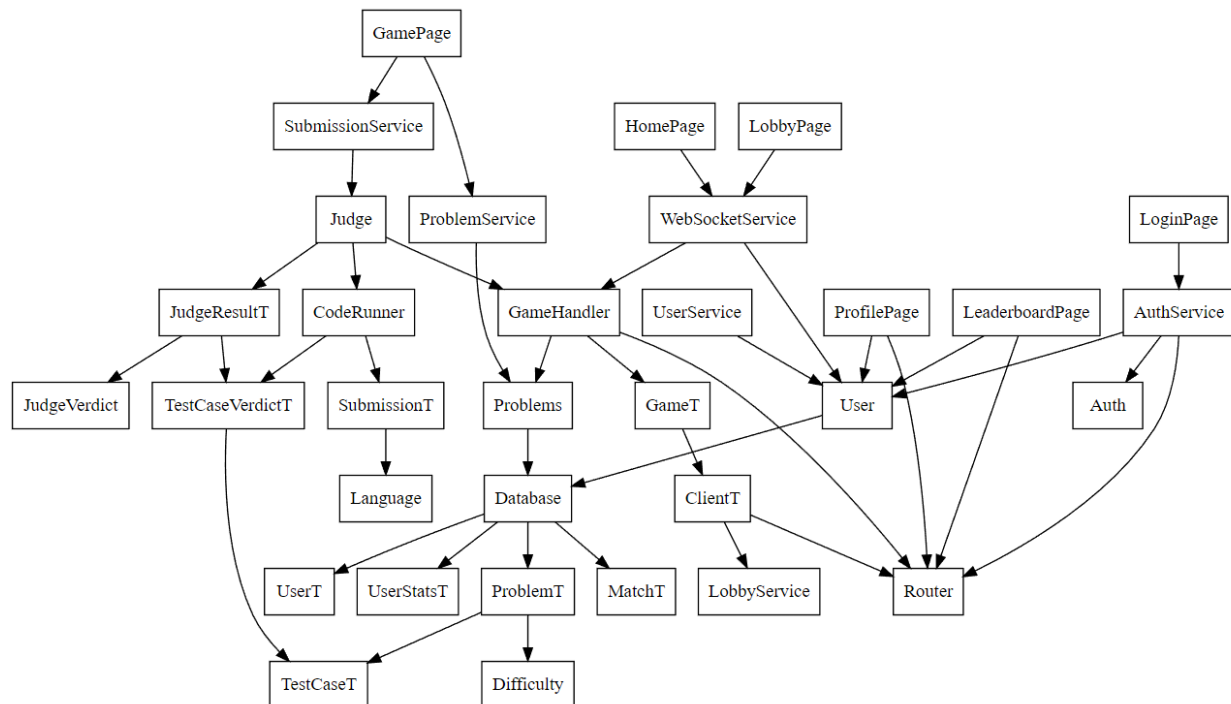 GamePage
SubmissionService
HomePage
LobbyPage
Judge
ProblemService
WebSocketService
LoginPage
JudgeResultT
CodeRunner
GameHandler
UserService
ProfilePage
LeaderboardPage
AuthService
JudgeVerdict
TestCaseVerdictT
SubmissionT
Problems
GameT
User
Auth
Language
Database
ClientT
UserT
UserStatsT
ProblemT
MatchT
LobbyService
Router
TestCaseT
Difficulty